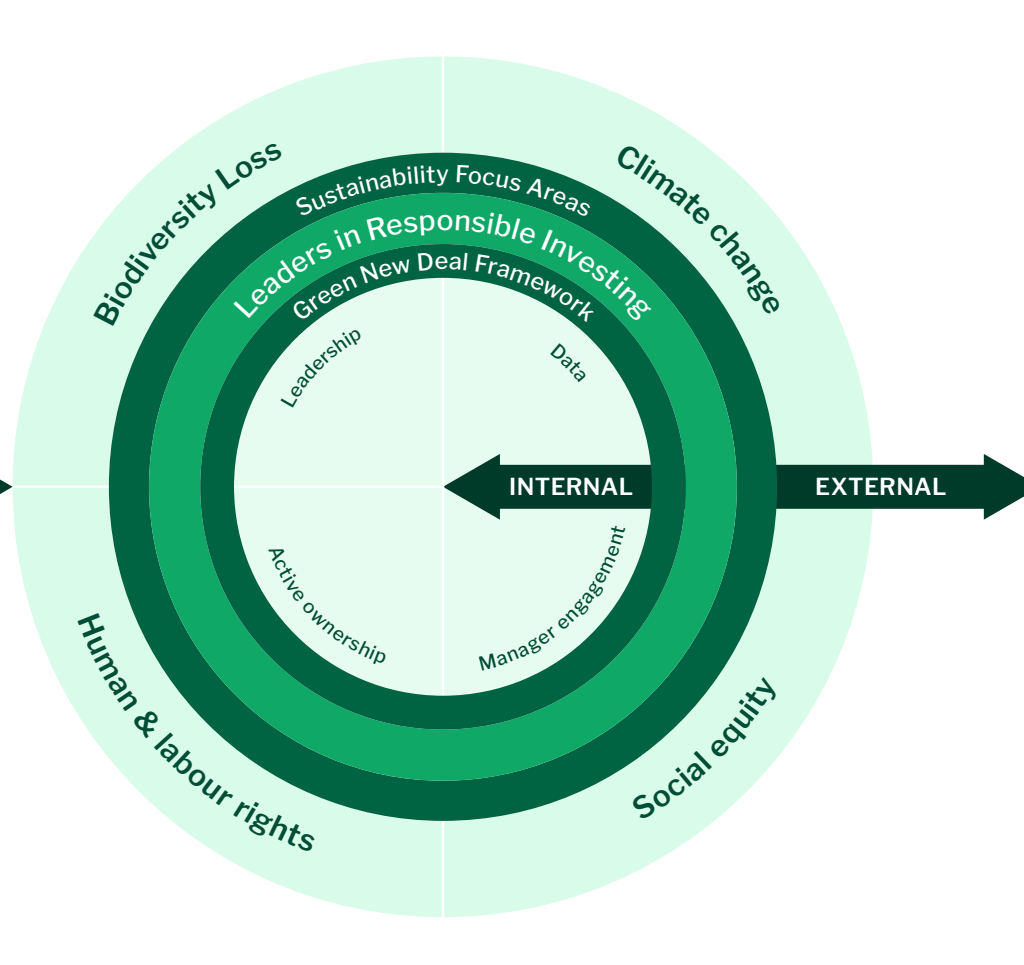 Biodiversity Loss
Climate change
Sustainability Focus Areas
Leaders in Responsible Investing
Green New Deal Framework
Leadership
Data
INTERNAL
EXTERNAL
Active ownership
Manager engagement
Human & labour rights
Social equity